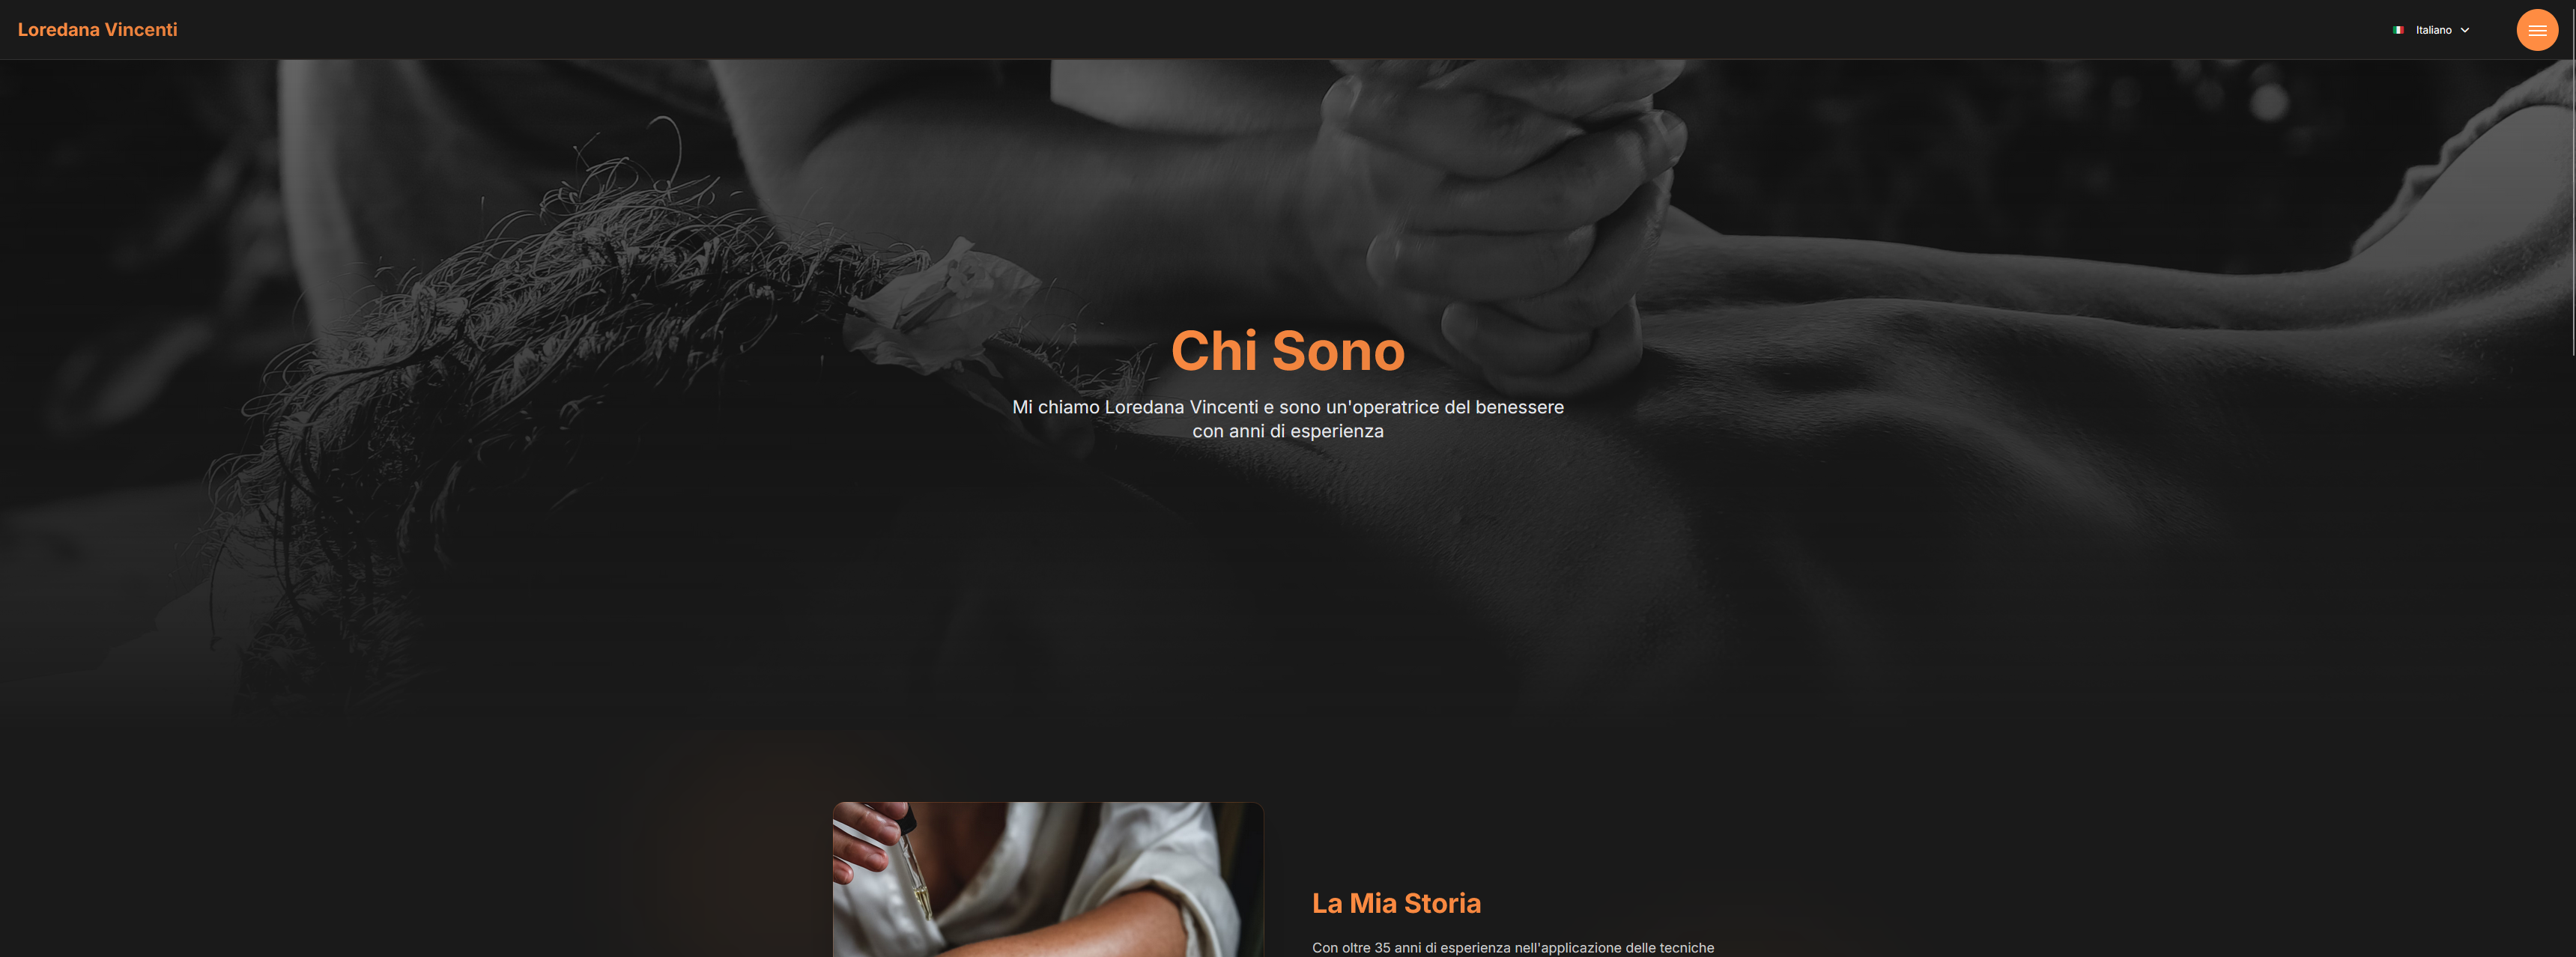 Loredana Vincenti
Italiano
Chi Sono
Mi chiamo Loredana Vincenti e sono un'operatrice del benessere
con anni di esperienza
La Mia Storia
Con oltre 35 anni di esperienza nell'applicazione delle tecniche